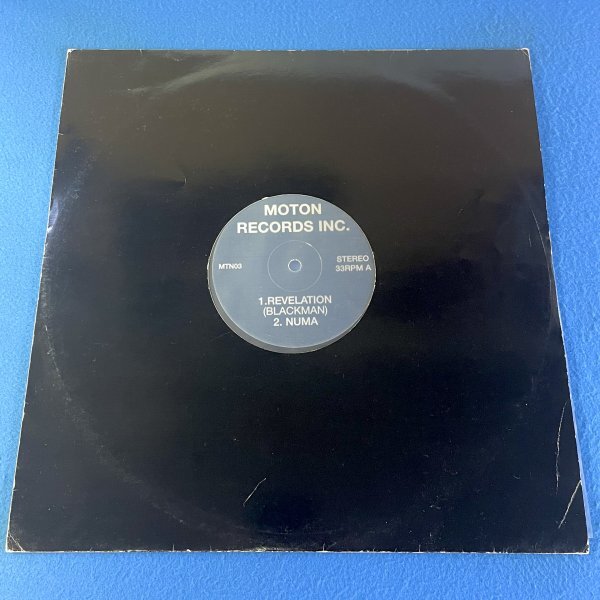 MOTON
RECORDS INC.
MTN03
STEREO
33RPM A
1.REVELATION
(BLACKMAN)
2. NUMA